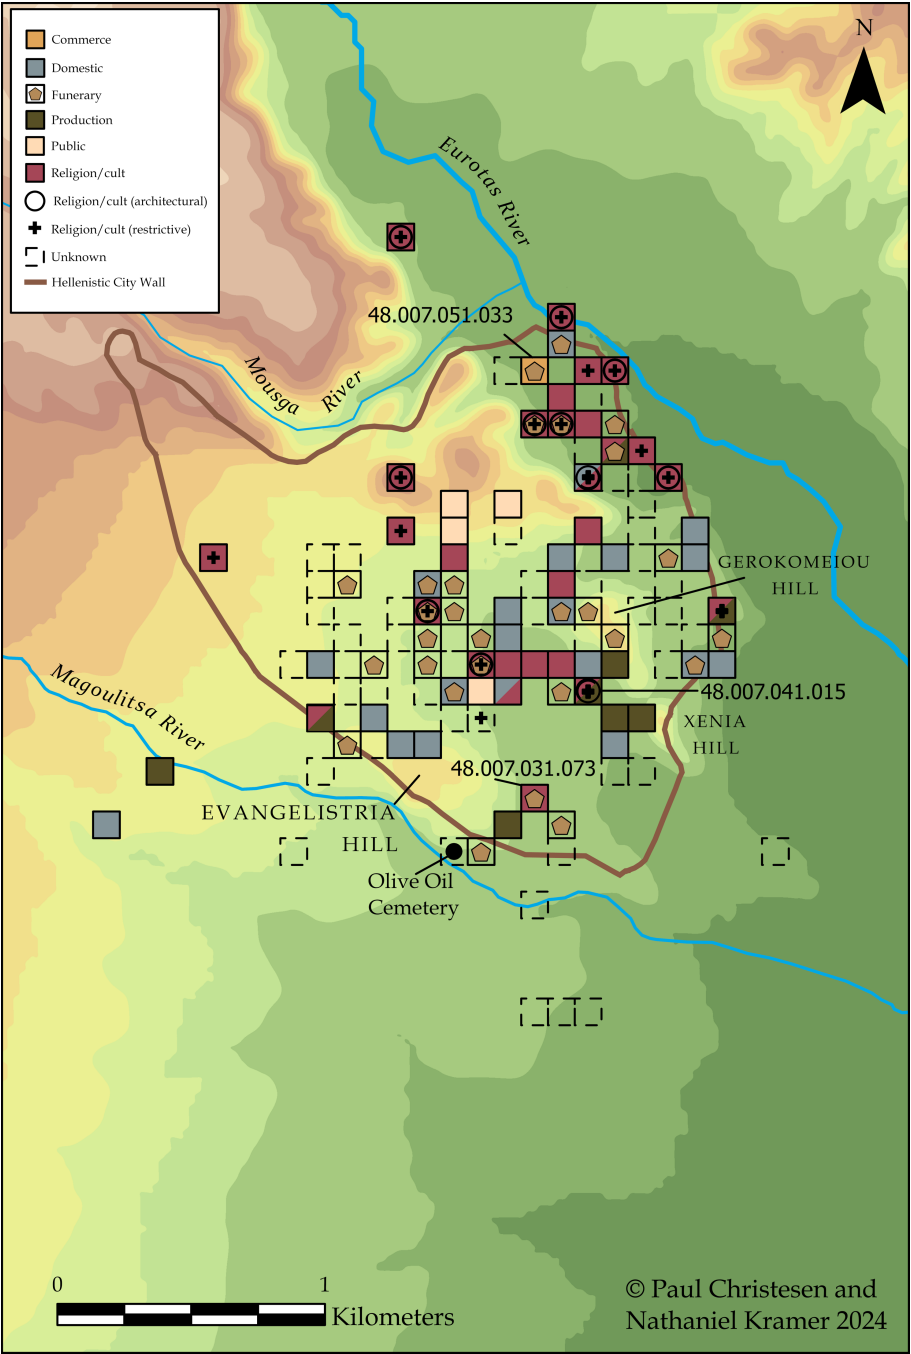 Commerce
Domestic
Funerary
Production
Public
Religion/cult
Religion/cult (architectural)
Religion/cult (restrictive)
Unknown
Hellenistic City Wall
N
Eurotas River
48.007.051.033
Mousga River
GEROKOMEIOU
HILL
Magoulitsa River
48.007.041.015
XENIA
HILL
48.007.031.073
EVANGELISTRIA
HILL
Olive Oil
Cemetery
0 1
Kilometers
© Paul Christesen and
Nathaniel Kramer 2024